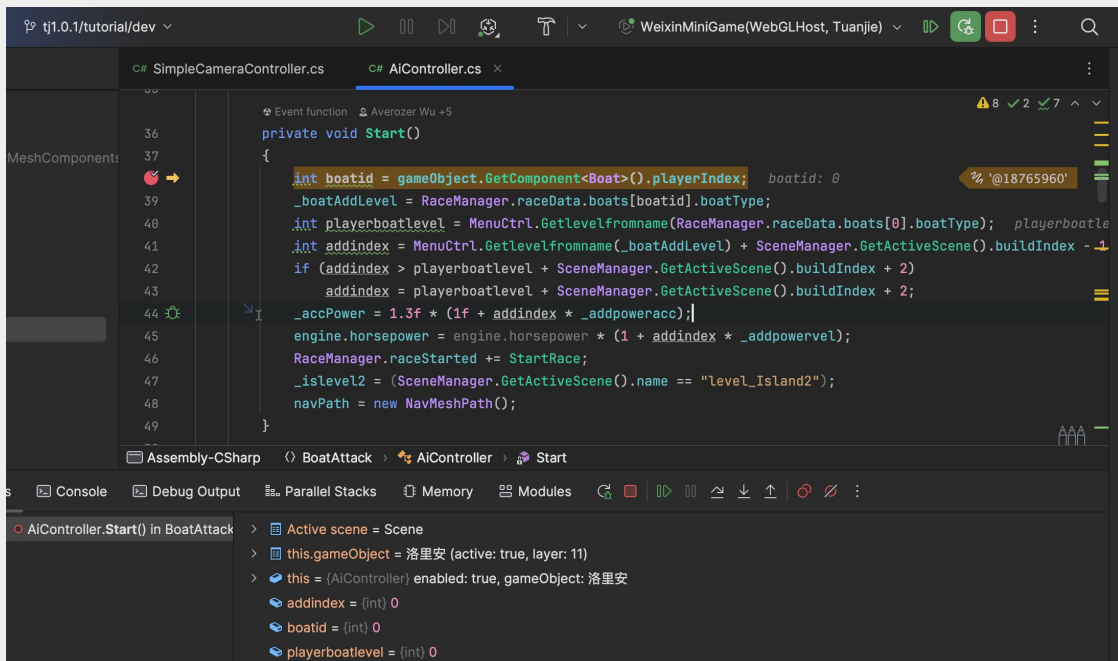 tj1.0.1/tutorial/dev
WeixinMiniGame(WebGLHost, Tuanjie)
C# SimpleCameraController.cs
C# AiController.cs
Event function Averozer Wu +5
8 2 7
36 private void Start()
MeshComponents
37 {
int boatid = gameObject.GetComponent<Boat>().playerIndex; boatid: 0 '@18765960'
39 _boatAddLevel = RaceManager.raceData.boats[boatid].boatType;
40 int playerboatlevel = MenuCtrl.Getlevelfromname(RaceManager.raceData.boats[0].boatType); playerboatle
41 int addindex = MenuCtrl.Getlevelfromname(_boatAddLevel) + SceneManager.GetActiveScene().buildIndex - 1
42 if (addindex > playerboatlevel + SceneManager.GetActiveScene().buildIndex + 2)
43 addindex = playerboatlevel + SceneManager.GetActiveScene().buildIndex + 2;
44 _accPower = 1.3f * (1f + addindex * _addpoweracc);
45 engine.horsepower = engine.horsepower * (1 + addindex * _addpowervel);
46 RaceManager.raceStarted += StartRace;
47 _islevel2 = (SceneManager.GetActiveScene().name == "level_Island2");
48 navPath = new NavMeshPath();
49 }
Assembly-CSharp BoatAttack AiController Start
s Console Debug Output Parallel Stacks Memory Modules
AiController.Start() in BoatAttack
Active scene = Scene
this.gameObject = 洛里安 (active: true, layer: 11)
this = {AiController} enabled: true, gameObject: 洛里安
addindex = {int} 0
boatid = {int} 0
playerboatlevel = {int} 0